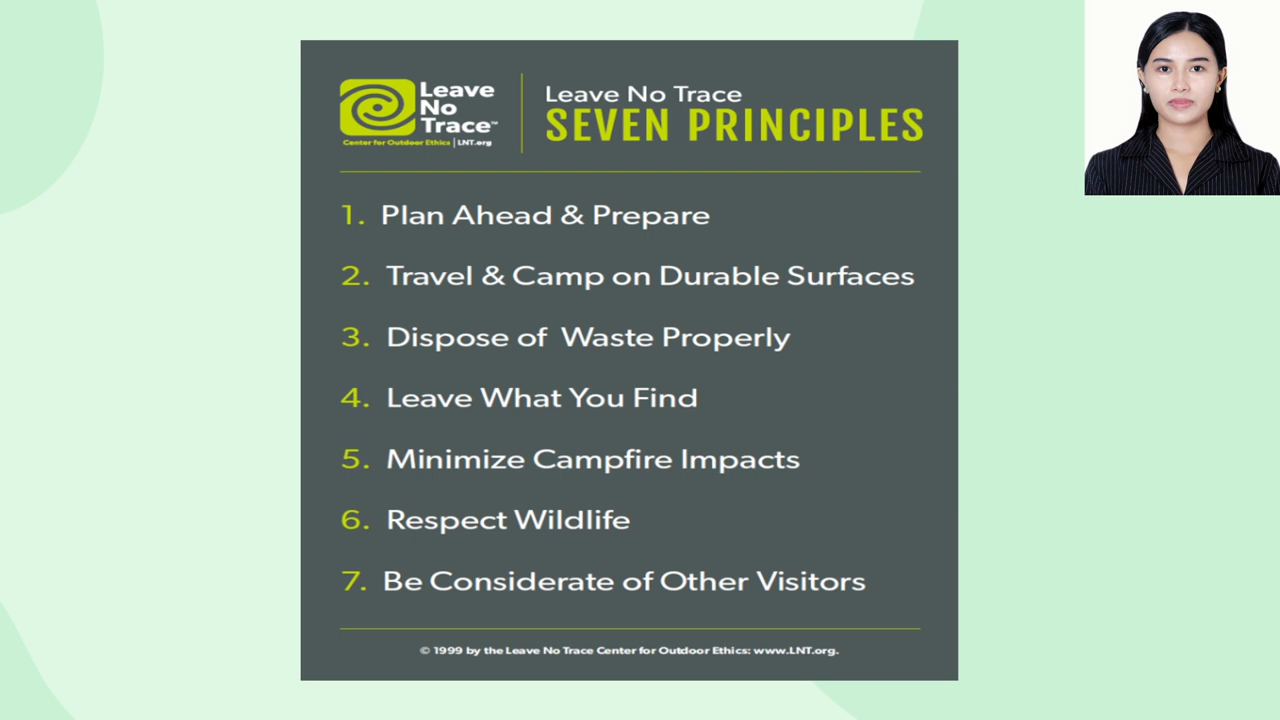 Leave
No
Trace™
Center for Outdoor Ethics | LNT.org
Leave No Trace
SEVEN PRINCIPLES
1. Plan Ahead & Prepare
2. Travel & Camp on Durable Surfaces
3. Dispose of Waste Properly
4. Leave What You Find
5. Minimize Campfire Impacts
6. Respect Wildlife
7. Be Considerate of Other Visitors
© 1999 by the Leave No Trace Center for Outdoor Ethics: www.LNT.org.